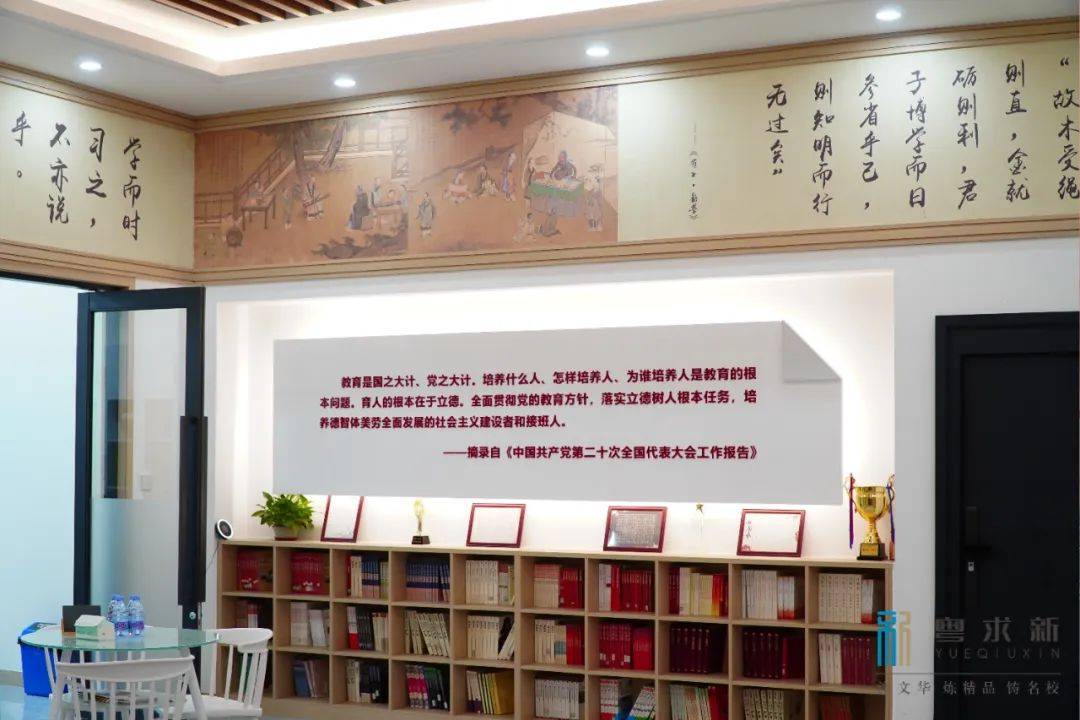 学而时
习之，
不亦说
乎。
“故木受绳
则直，金就
砺则利，君
子博学而日
参省乎己，
则知明而行
无过矣”
教育是国之大计、党之大计。培养什么人、怎样培养人、为谁培养人是教育的根
本问题。育人的根本在于立德。全面贯彻党的教育方针，落实立德树人根本任务，培
养德智体美劳全面发展的社会主义建设者和接班人。
——摘录自《中国共产党第二十次全国代表大会工作报告》
粤求新
YUEQIUXIN
文华 炼精品 铸名校